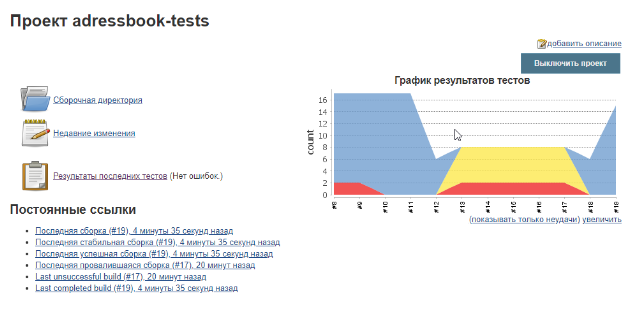 Проект adressbook-tests
добавить описание
Выключить проект
Сборочная директория
Недавние изменения
Результаты последних тестов (Нет ошибок.)
График результатов тестов
count
16
14
12
10
8
6
4
2
0
#8
#9
#10
#11
#12
#13
#14
#15
#16
#17
#18
#19
(показывать только неудачи) увеличить
Постоянные ссылки
Последняя сборка (#19), 4 минуты 35 секунд назад
Последняя стабильная сборка (#19), 4 минуты 35 секунд назад
Последняя успешная сборка (#19), 4 минуты 35 секунд назад
Последняя провалившаяся сборка (#17), 20 минут назад
Last unsuccessful build (#17), 20 минут назад
Last completed build (#19), 4 минуты 35 секунд назад